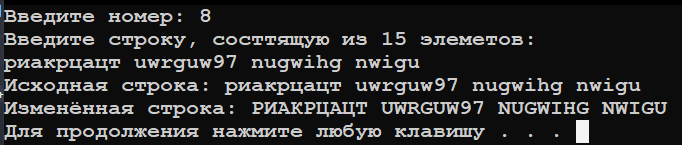 Введите номер: 8
Введите строку, состтящую из 15 элеметов:
риакрцацт uwrguw97 nugwihg nwigu
Исходная строка: риакрцацт uwrguw97 nugwihg nwigu
Изменённая строка: РИАКРЦАЦТ UWRGUW97 NUGWIHG NWIGU
Для продолжения нажмите любую клавишу . . .